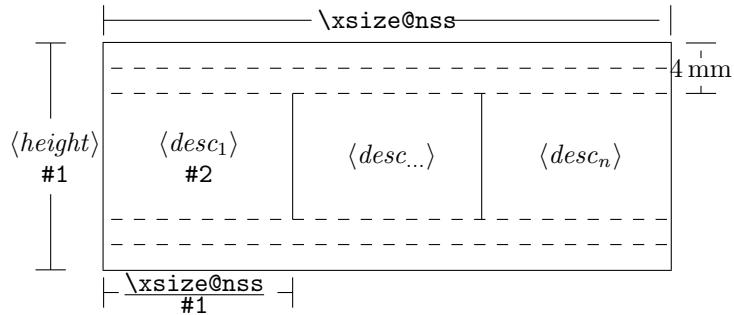 \xsize@nss
4 mm
⟨height⟩
#1
⟨desc₁⟩
#2
⟨desc...⟩
⟨descₙ⟩
\xsize@nss
#1